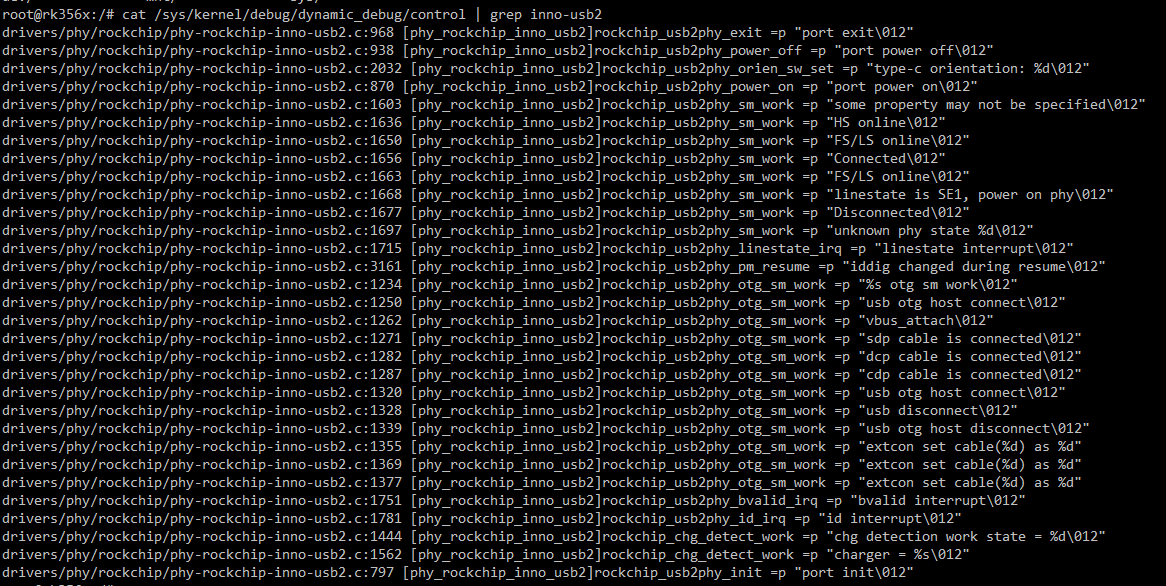 root@rk356x:/# cat /sys/kernel/debug/dynamic_debug/control | grep inno-usb2
drivers/phy/rockchip/phy-rockchip-inno-usb2.c:968 [phy_rockchip_inno_usb2]rockchip_usb2phy_exit =p "port exit\012"
drivers/phy/rockchip/phy-rockchip-inno-usb2.c:938 [phy_rockchip_inno_usb2]rockchip_usb2phy_power_off =p "port power off\012"
drivers/phy/rockchip/phy-rockchip-inno-usb2.c:2032 [phy_rockchip_inno_usb2]rockchip_usb2phy_orien_sw_set =p "type-c orientation: %d\012"
drivers/phy/rockchip/phy-rockchip-inno-usb2.c:870 [phy_rockchip_inno_usb2]rockchip_usb2phy_power_on =p "port power on\012"
drivers/phy/rockchip/phy-rockchip-inno-usb2.c:1603 [phy_rockchip_inno_usb2]rockchip_usb2phy_sm_work =p "some property may not be specified\012"
drivers/phy/rockchip/phy-rockchip-inno-usb2.c:1636 [phy_rockchip_inno_usb2]rockchip_usb2phy_sm_work =p "HS online\012"
drivers/phy/rockchip/phy-rockchip-inno-usb2.c:1650 [phy_rockchip_inno_usb2]rockchip_usb2phy_sm_work =p "FS/LS online\012"
drivers/phy/rockchip/phy-rockchip-inno-usb2.c:1656 [phy_rockchip_inno_usb2]rockchip_usb2phy_sm_work =p "Connected\012"
drivers/phy/rockchip/phy-rockchip-inno-usb2.c:1663 [phy_rockchip_inno_usb2]rockchip_usb2phy_sm_work =p "FS/LS online\012"
drivers/phy/rockchip/phy-rockchip-inno-usb2.c:1668 [phy_rockchip_inno_usb2]rockchip_usb2phy_sm_work =p "linestate is SE1, power on phy\012"
drivers/phy/rockchip/phy-rockchip-inno-usb2.c:1677 [phy_rockchip_inno_usb2]rockchip_usb2phy_sm_work =p "Disconnected\012"
drivers/phy/rockchip/phy-rockchip-inno-usb2.c:1697 [phy_rockchip_inno_usb2]rockchip_usb2phy_sm_work =p "unknown phy state %d\012"
drivers/phy/rockchip/phy-rockchip-inno-usb2.c:1715 [phy_rockchip_inno_usb2]rockchip_usb2phy_linestate_irq =p "linestate interrupt\012"
drivers/phy/rockchip/phy-rockchip-inno-usb2.c:3161 [phy_rockchip_inno_usb2]rockchip_usb2phy_pm_resume =p "iddig changed during resume\012"
drivers/phy/rockchip/phy-rockchip-inno-usb2.c:1234 [phy_rockchip_inno_usb2]rockchip_usb2phy_otg_sm_work =p "%s otg sm work\012"
drivers/phy/rockchip/phy-rockchip-inno-usb2.c:1250 [phy_rockchip_inno_usb2]rockchip_usb2phy_otg_sm_work =p "usb otg host connect\012"
drivers/phy/rockchip/phy-rockchip-inno-usb2.c:1262 [phy_rockchip_inno_usb2]rockchip_usb2phy_otg_sm_work =p "vbus_attach\012"
drivers/phy/rockchip/phy-rockchip-inno-usb2.c:1271 [phy_rockchip_inno_usb2]rockchip_usb2phy_otg_sm_work =p "sdp cable is connected\012"
drivers/phy/rockchip/phy-rockchip-inno-usb2.c:1282 [phy_rockchip_inno_usb2]rockchip_usb2phy_otg_sm_work =p "dcp cable is connected\012"
drivers/phy/rockchip/phy-rockchip-inno-usb2.c:1287 [phy_rockchip_inno_usb2]rockchip_usb2phy_otg_sm_work =p "cdp cable is connected\012"
drivers/phy/rockchip/phy-rockchip-inno-usb2.c:1320 [phy_rockchip_inno_usb2]rockchip_usb2phy_otg_sm_work =p "usb otg host connect\012"
drivers/phy/rockchip/phy-rockchip-inno-usb2.c:1328 [phy_rockchip_inno_usb2]rockchip_usb2phy_otg_sm_work =p "usb disconnect\012"
drivers/phy/rockchip/phy-rockchip-inno-usb2.c:1339 [phy_rockchip_inno_usb2]rockchip_usb2phy_otg_sm_work =p "usb otg host disconnect\012"
drivers/phy/rockchip/phy-rockchip-inno-usb2.c:1355 [phy_rockchip_inno_usb2]rockchip_usb2phy_otg_sm_work =p "extcon set cable(%d) as %d"
drivers/phy/rockchip/phy-rockchip-inno-usb2.c:1369 [phy_rockchip_inno_usb2]rockchip_usb2phy_otg_sm_work =p "extcon set cable(%d) as %d"
drivers/phy/rockchip/phy-rockchip-inno-usb2.c:1377 [phy_rockchip_inno_usb2]rockchip_usb2phy_otg_sm_work =p "extcon set cable(%d) as %d"
drivers/phy/rockchip/phy-rockchip-inno-usb2.c:1751 [phy_rockchip_inno_usb2]rockchip_usb2phy_bvalid_irq =p "bvalid interrupt\012"
drivers/phy/rockchip/phy-rockchip-inno-usb2.c:1781 [phy_rockchip_inno_usb2]rockchip_usb2phy_id_irq =p "id interrupt\012"
drivers/phy/rockchip/phy-rockchip-inno-usb2.c:1444 [phy_rockchip_inno_usb2]rockchip_chg_detect_work =p "chg detection work state = %d\012"
drivers/phy/rockchip/phy-rockchip-inno-usb2.c:1562 [phy_rockchip_inno_usb2]rockchip_chg_detect_work =p "charger = %s\012"
drivers/phy/rockchip/phy-rockchip-inno-usb2.c:797 [phy_rockchip_inno_usb2]rockchip_usb2phy_init =p "port init\012"